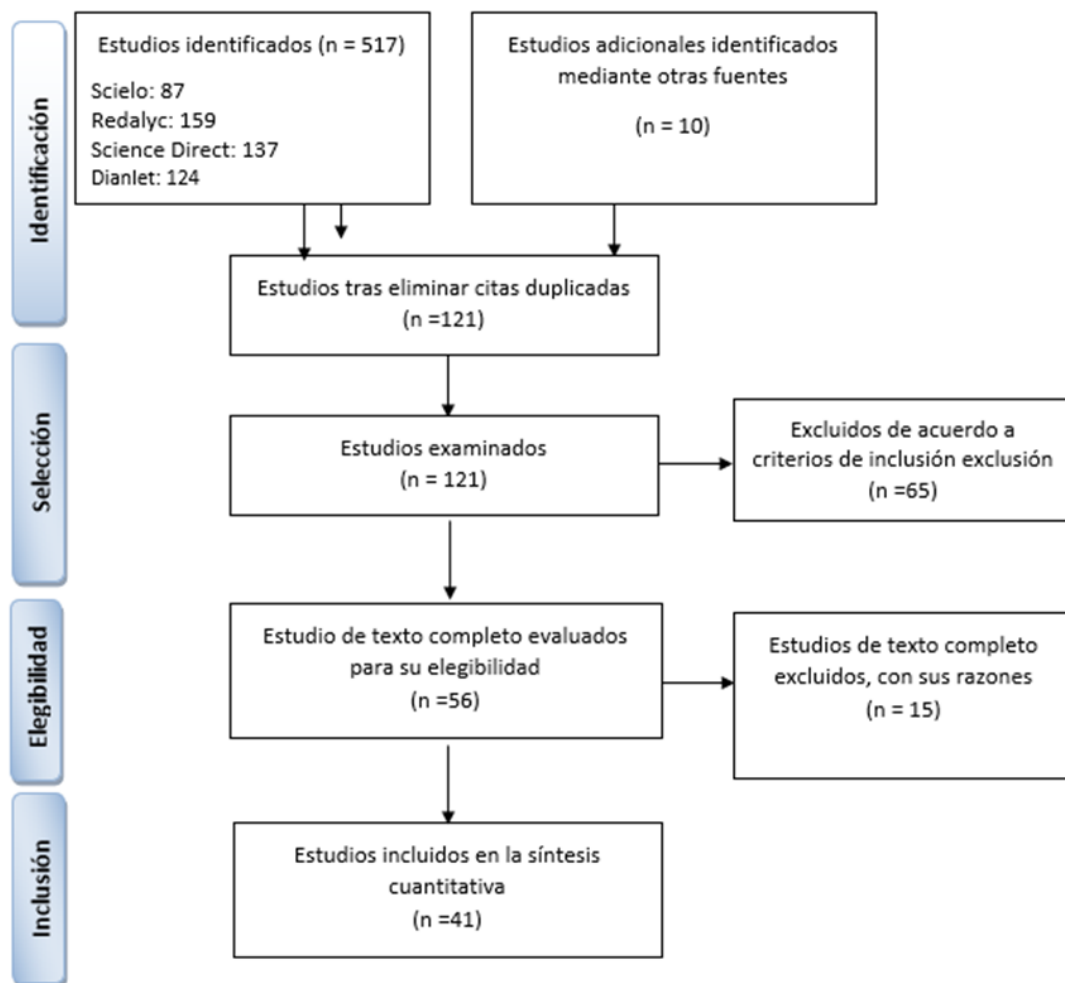 Identificación
Estudios identificados (n = 517)
Scielo: 87
Redalyc: 159
Science Direct: 137
Dianlet: 124
Estudios adicionales identificados
mediante otras fuentes
(n = 10)
Estudios tras eliminar citas duplicadas
(n =121)
Selección
Estudios examinados
(n = 121)
Excluidos de acuerdo a
criterios de inclusión exclusión
(n =65)
Elegibilidad
Estudio de texto completo evaluados
para su elegibilidad
(n =56)
Estudios de texto completo
excluidos, con sus razones
(n = 15)
Inclusión
Estudios incluidos en la síntesis
cuantitativa
(n =41)